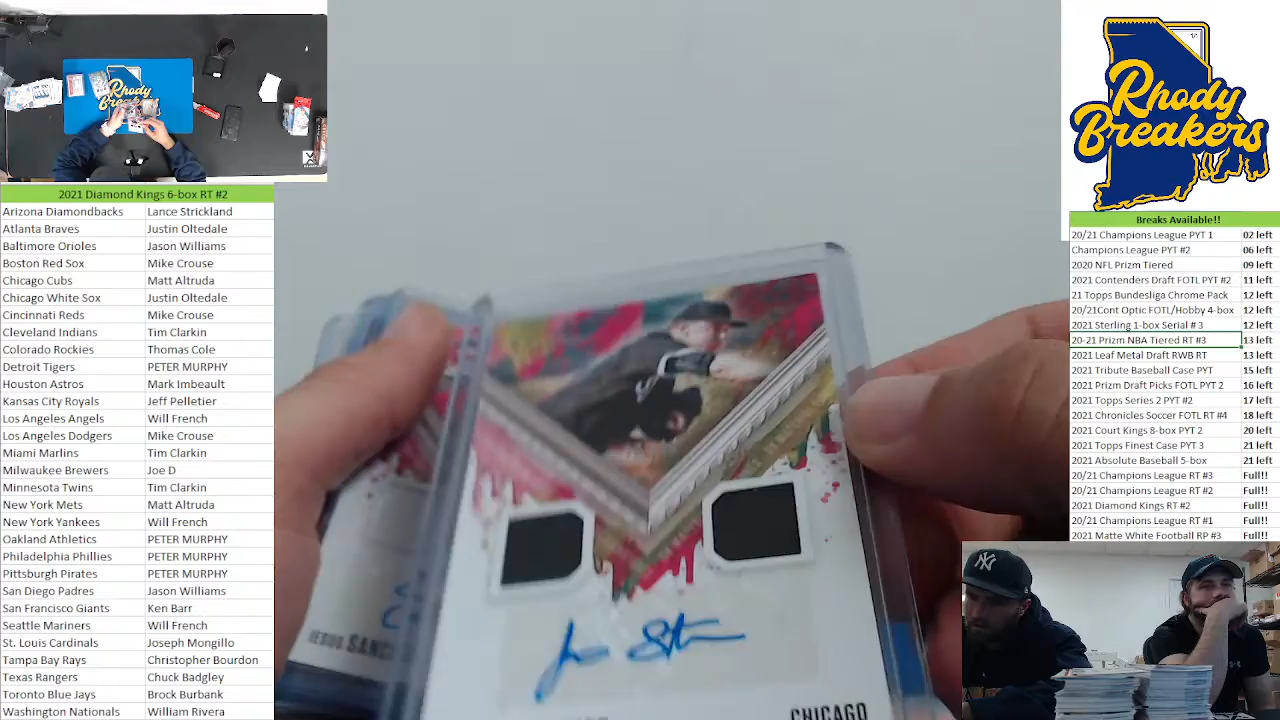 2021 Diamond Kings 6-box RT #2
Arizona Diamondbacks Lance Strickland
Atlanta Braves Justin Oltedale
Baltimore Orioles Jason Williams
Boston Red Sox Mike Crouse
Chicago Cubs Matt Altruda
Chicago White Sox Justin Oltedale
Cincinnati Reds Mike Crouse
Cleveland Indians Tim Clarkin
Colorado Rockies Thomas Cole
Detroit Tigers PETER MURPHY
Houston Astros Mark Imbeault
Kansas City Royals Jeff Pelletier
Los Angeles Angels Will French
Los Angeles Dodgers Mike Crouse
Miami Marlins Tim Clarkin
Milwaukee Brewers Joe D
Minnesota Twins Tim Clarkin
New York Mets Matt Altruda
New York Yankees Will French
Oakland Athletics PETER MURPHY
Philadelphia Phillies PETER MURPHY
Pittsburgh Pirates PETER MURPHY
San Diego Padres Jason Williams
San Francisco Giants Ken Barr
Seattle Mariners Will French
St. Louis Cardinals Joseph Mongillo
Tampa Bay Rays Christopher Bourdon
Texas Rangers Chuck Badgley
Toronto Blue Jays Brock Burbank
Washington Nationals William Rivera
CHICAGO
Rhody
Breakers
Breaks Available!!
20/21 Champions League PYT 1 02 left
Champions League PYT #2 06 left
2020 NFL Prizm Tiered 09 left
2021 Contenders Draft FOTL PYT #2 11 left
21 Topps Bundesliga Chrome Pack 12 left
20/21Cont Optic FOTL/Hobby 4-box 12 left
2021 Sterling 1-box Serial # 3 12 left
20-21 Prizm NBA Tiered RT #3 13 left
2021 Leaf Metal Draft RWB RT 13 left
2021 Tribute Baseball Case PYT 15 left
2021 Prizm Draft Picks FOTL PYT 2 16 left
2021 Topps Series 2 PYT #2 17 left
2021 Chronicles Soccer FOTL RT #4 18 left
2021 Court Kings 8-box PYT 2 20 left
2021 Topps Finest Case PYT 3 21 left
2021 Absolute Baseball 5-box 21 left
20/21 Champions League RT #3 Full!!
20/21 Champions League RT #2 Full!!
2021 Diamond Kings RT #2 Full!!
20/21 Champions League RT #1 Full!!
2021 Matte White Football RP #3 Full!!